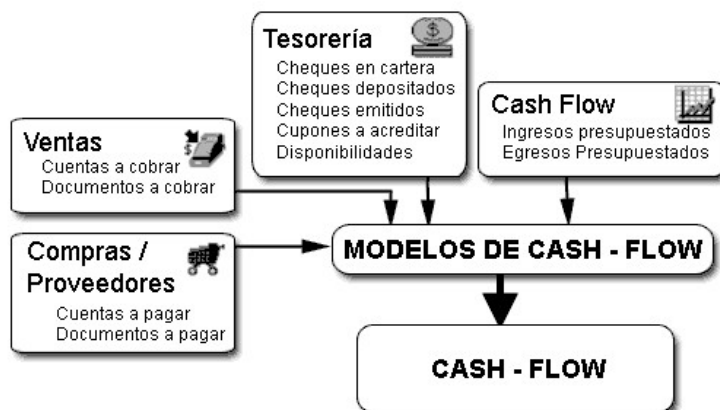 Tesorería
Cheques en cartera
Cheques depositados
Cheques emitidos
Cupones a acreditar
Disponibilidades
Cash Flow
Ingresos presupuestados
Egresos Presupuestados
Ventas
Cuentas a cobrar
Documentos a cobrar
Compras /
Proveedores
Cuentas a pagar
Documentos a pagar
MODELOS DE CASH - FLOW
CASH - FLOW